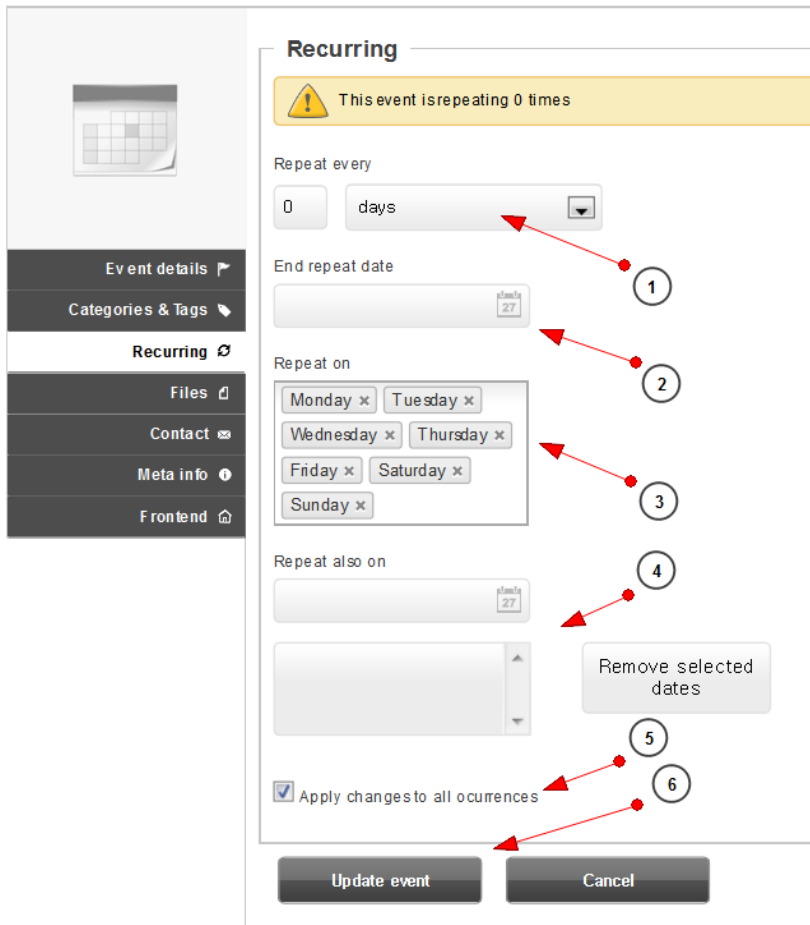 Recurring
This event is repeating 0 times
Repeat every
0 days
1
Event details
End repeat date
27
Categories & Tags
2
Recurring
Repeat on
Files
Monday × Tuesday ×
Contact
Wednesday × Thursday ×
Meta info
Friday × Saturday ×
3
Frontend
Sunday ×
Repeat also on
4
27
Remove selected
dates
5
6
Apply changes to all ocurrences
Update event Cancel